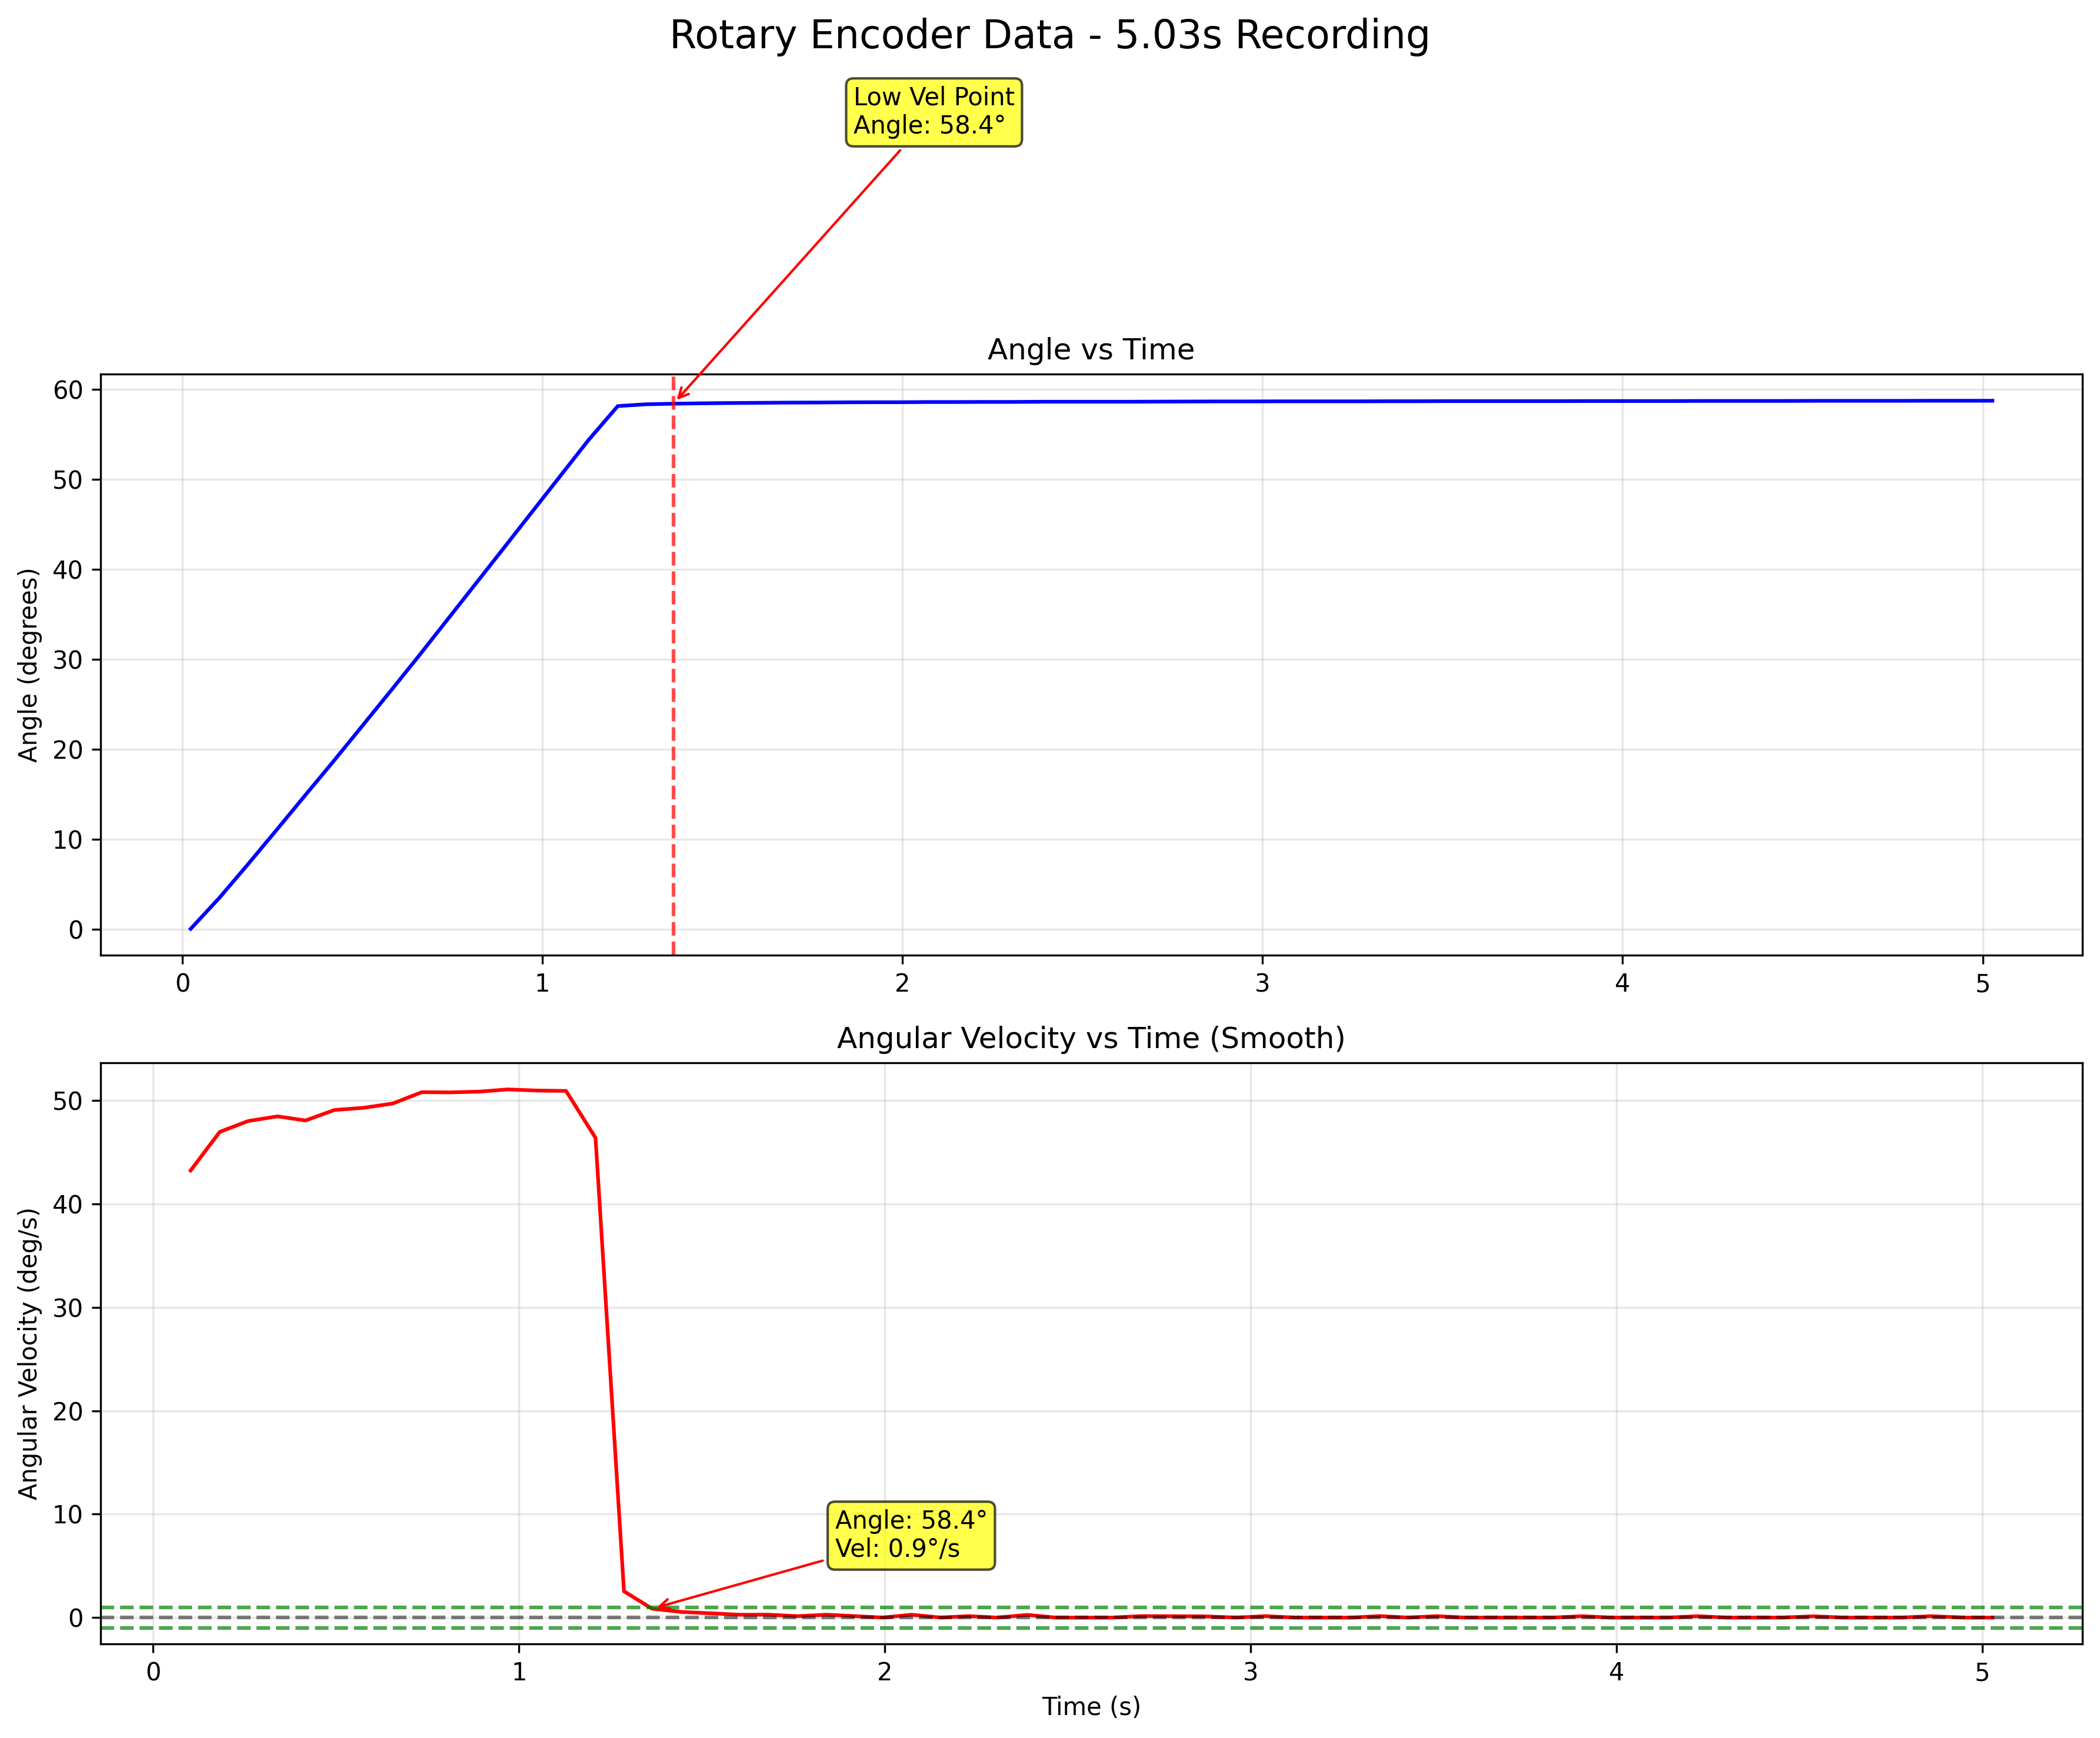 Rotary Encoder Data - 5.03s Recording
Low Vel Point
Angle: 58.4°
Angle vs Time
Angle (degrees)
60
50
40
30
20
10
0
0 1 2 3 4 5
Angular Velocity vs Time (Smooth)
Angular Velocity (deg/s)
50
40
30
20
10
0
Angle: 58.4°
Vel: 0.9°/s
0 1 2 3 4 5
Time (s)